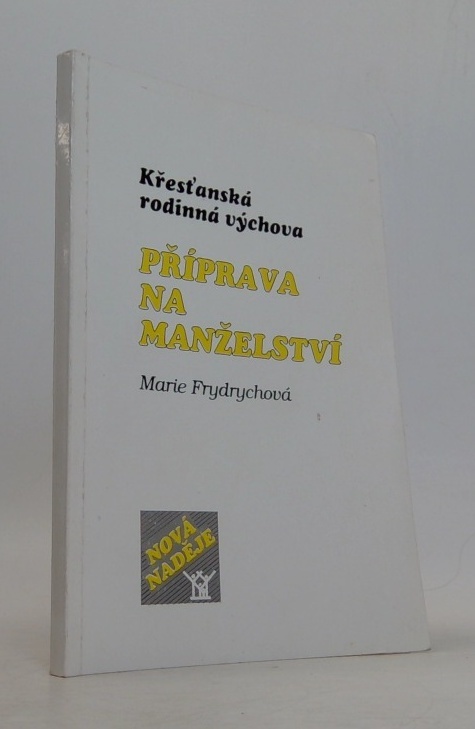 Křesťanská
rodinná výchova
PŘÍPRAVA
NA
MANŽELSTVÍ
Marie Frydrychová
NOVÁ
NADĚJE